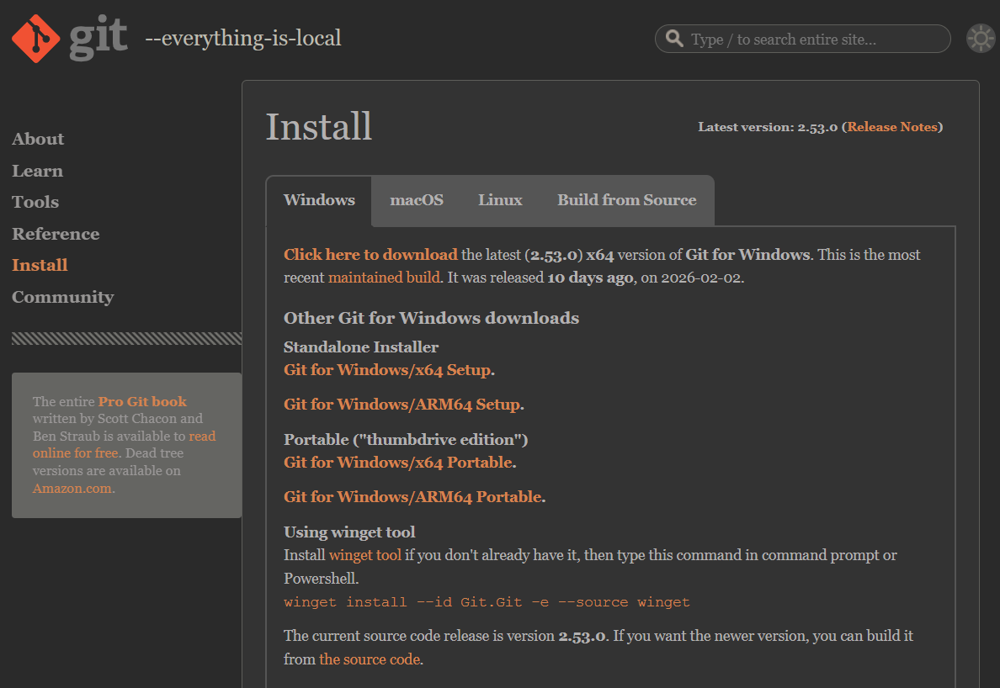 git --everything-is-local
Type / to search entire site...
About
Learn
Tools
Reference
Install
Community
The entire Pro Git book
written by Scott Chacon and
Ben Straub is available to read
online for free. Dead tree
versions are available on
Amazon.com.
Install
Latest version: 2.53.0 (Release Notes)
Windows macOS Linux Build from Source
Click here to download the latest (2.53.0) x64 version of Git for Windows. This is the most
recent maintained build. It was released 10 days ago, on 2026-02-02.
Other Git for Windows downloads
Standalone Installer
Git for Windows/x64 Setup.
Git for Windows/ARM64 Setup.
Portable ("thumbdrive edition")
Git for Windows/x64 Portable.
Git for Windows/ARM64 Portable.
Using winget tool
Install winget tool if you don't already have it, then type this command in command prompt or
Powershell.
winget install --id Git.Git -e --source winget
The current source code release is version 2.53.0. If you want the newer version, you can build it
from the source code.